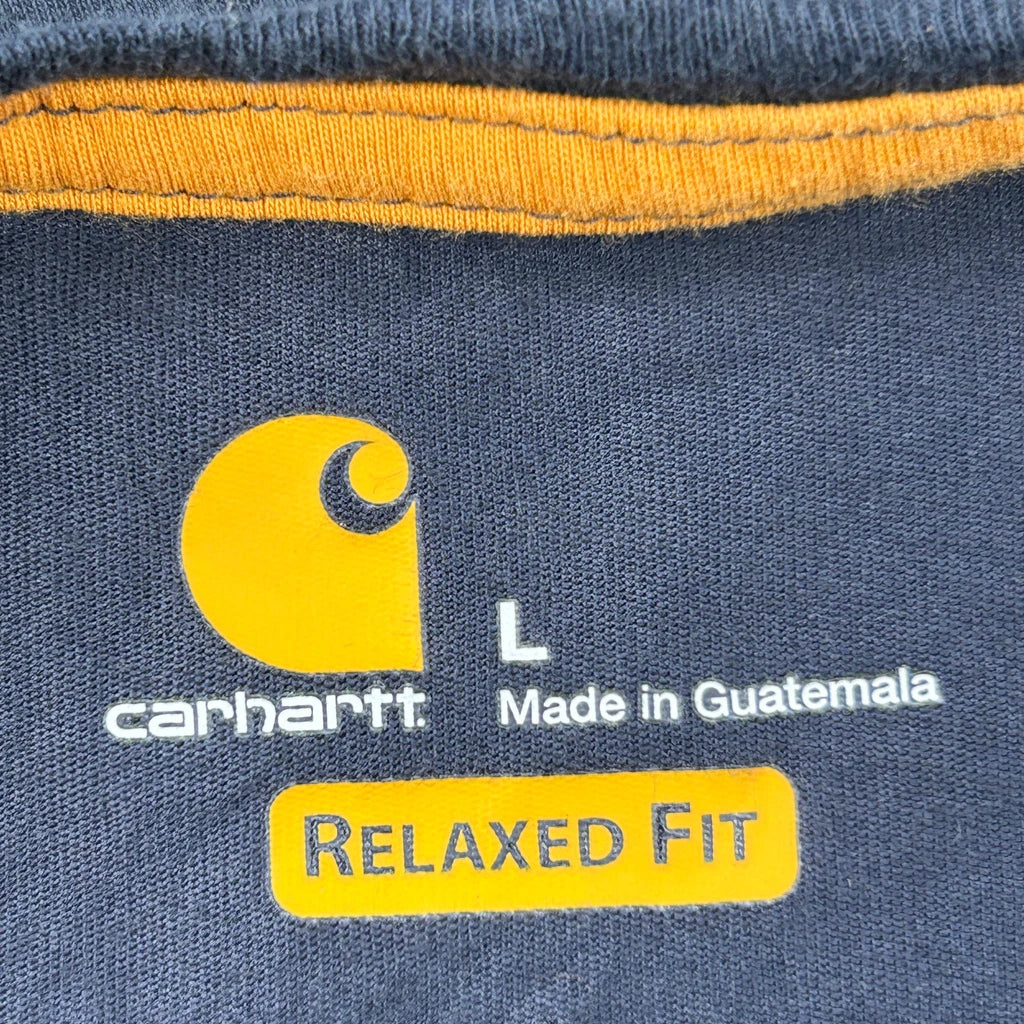 L
carhartt
Made in Guatemala
RELAXED FIT